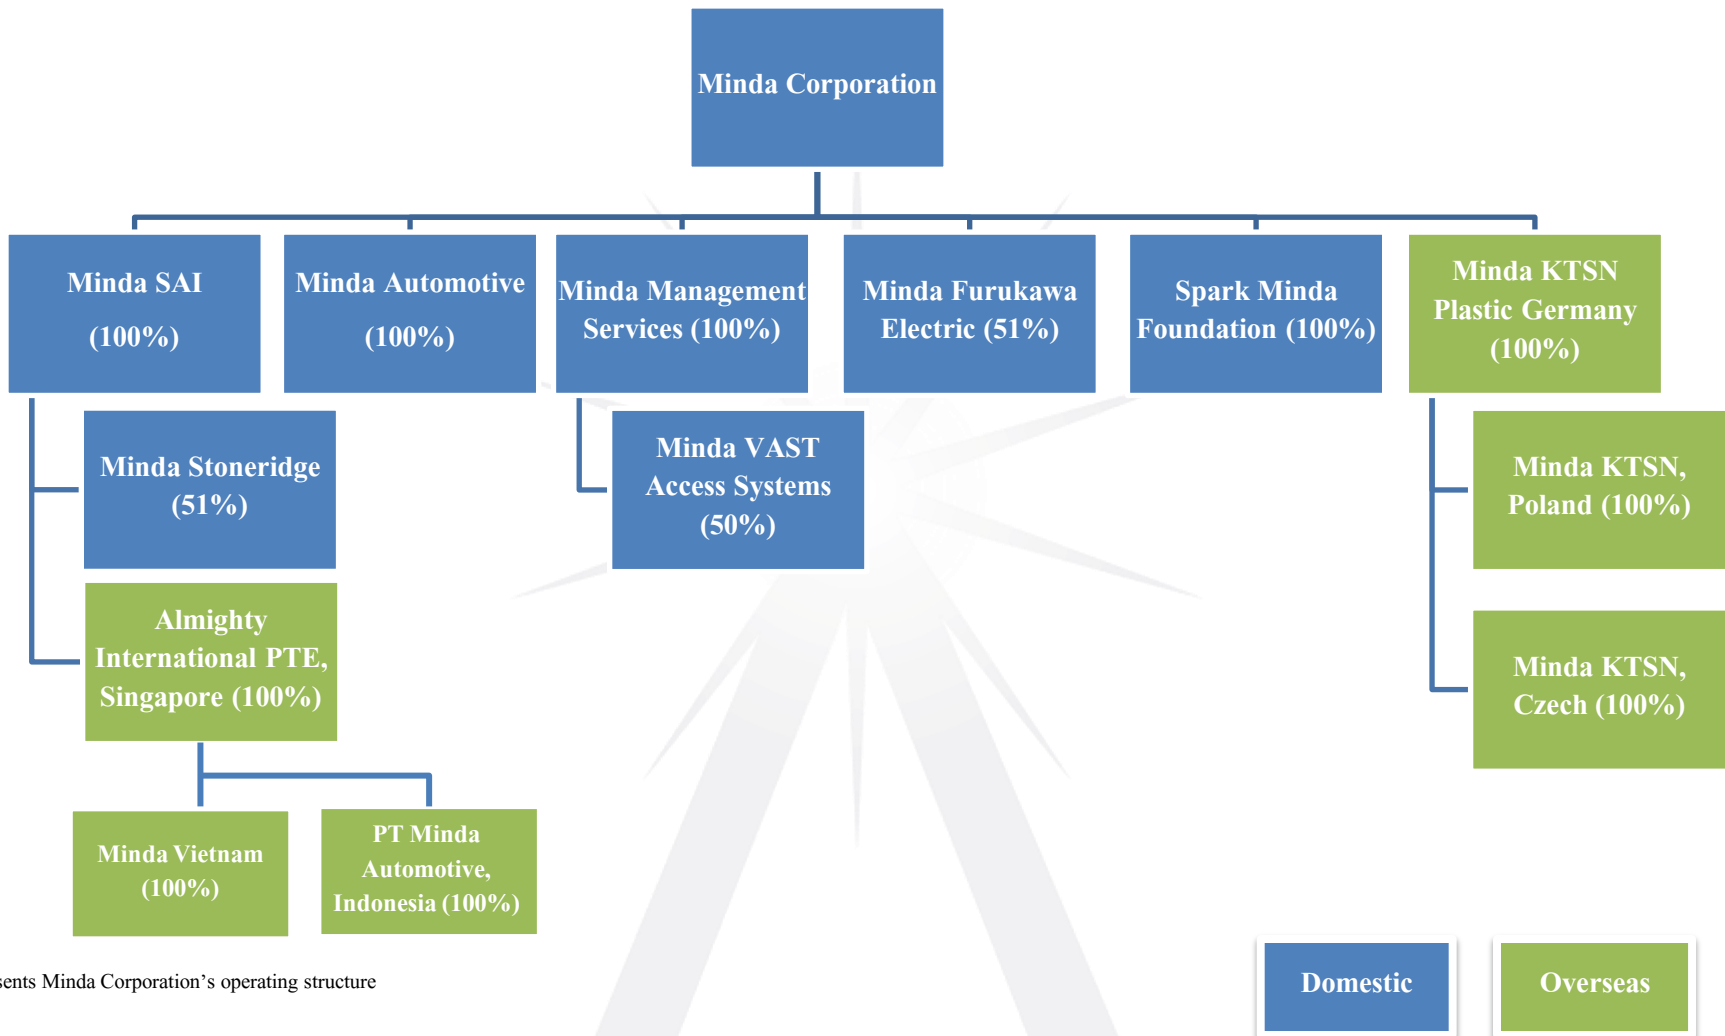 Minda Corporation
Minda SAI
(100%)
Minda Automotive
(100%)
Minda Management
Services (100%)
Minda Furukawa
Electric (51%)
Spark Minda
Foundation (100%)
Minda KTSN
Plastic Germany
(100%)
Minda Stoneridge
(51%)
Minda VAST
Access Systems
(50%)
Minda KTSN,
Poland (100%)
Almighty
International PTE,
Singapore (100%)
Minda KTSN,
Czech (100%)
Minda Vietnam
(100%)
PT Minda
Automotive,
Indonesia (100%)
Minda Corporation’s operating structure
Domestic
Overseas